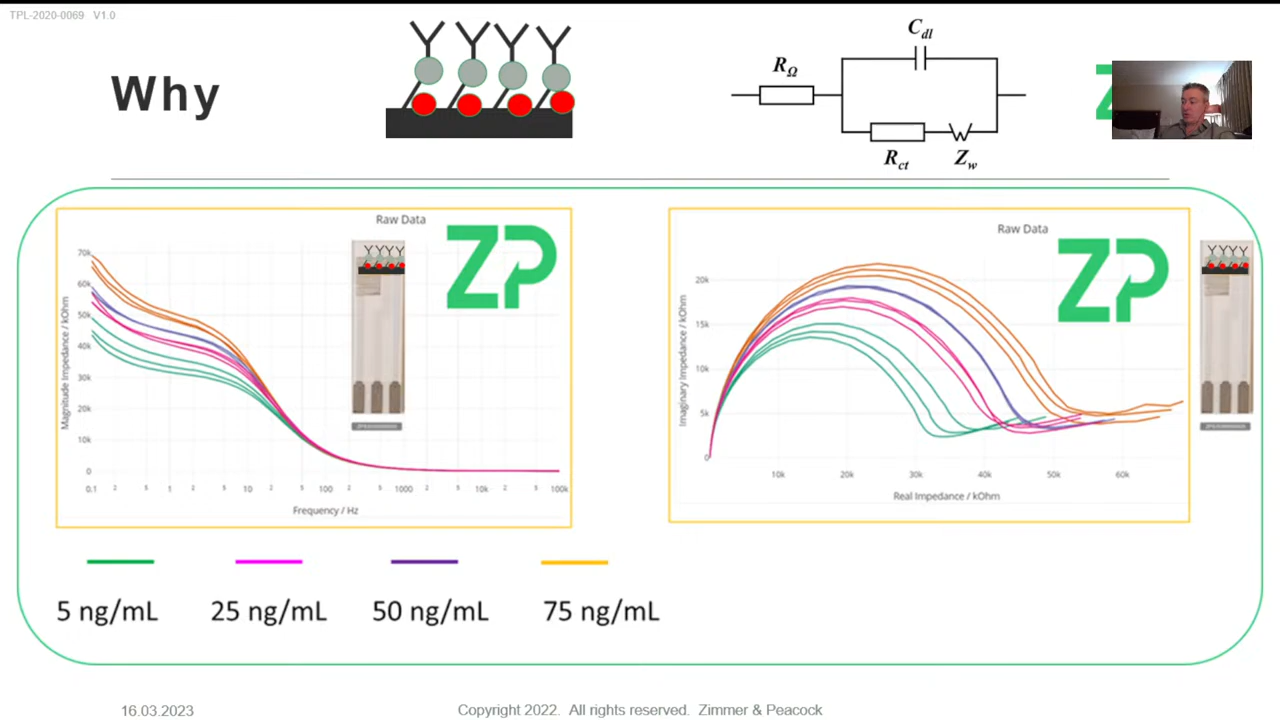 TPL-2020-0069 V1.0
Why
Cdl
RΩ
Rct
Zw
Raw Data
ZP
70k
60k
50k
40k
30k
20k
10k
0
Magnitude Impedance / kOhm
0.1 2 5 1 2 5 10 2 5 100 2 5 1000 2 5 10k 2 5 100k
Frequency / Hz
Raw Data
ZP
20k
15k
10k
5k
0
Imaginary Impedance / kOhm
10k 20k 30k 40k 50k 60k
Real Impedance / kOhm
5 ng/mL 25 ng/mL 50 ng/mL 75 ng/mL
16.03.2023
Copyright 2022. All rights reserved. Zimmer & Peacock